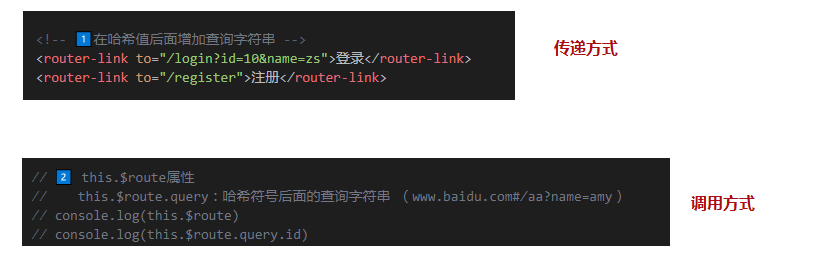 <!-- 1️⃣在哈希值后面增加查询字符串 -->
<router-link to="/login?id=10&name=zs">登录</router-link>
<router-link to="/register">注册</router-link>
传递方式
// 2️⃣ this.$route属性
//   this.$route.query：哈希符号后面的查询字符串 （www.baidu.com#/aa?name=amy）
// console.log(this.$route)
// console.log(this.$route.query.id)
调用方式